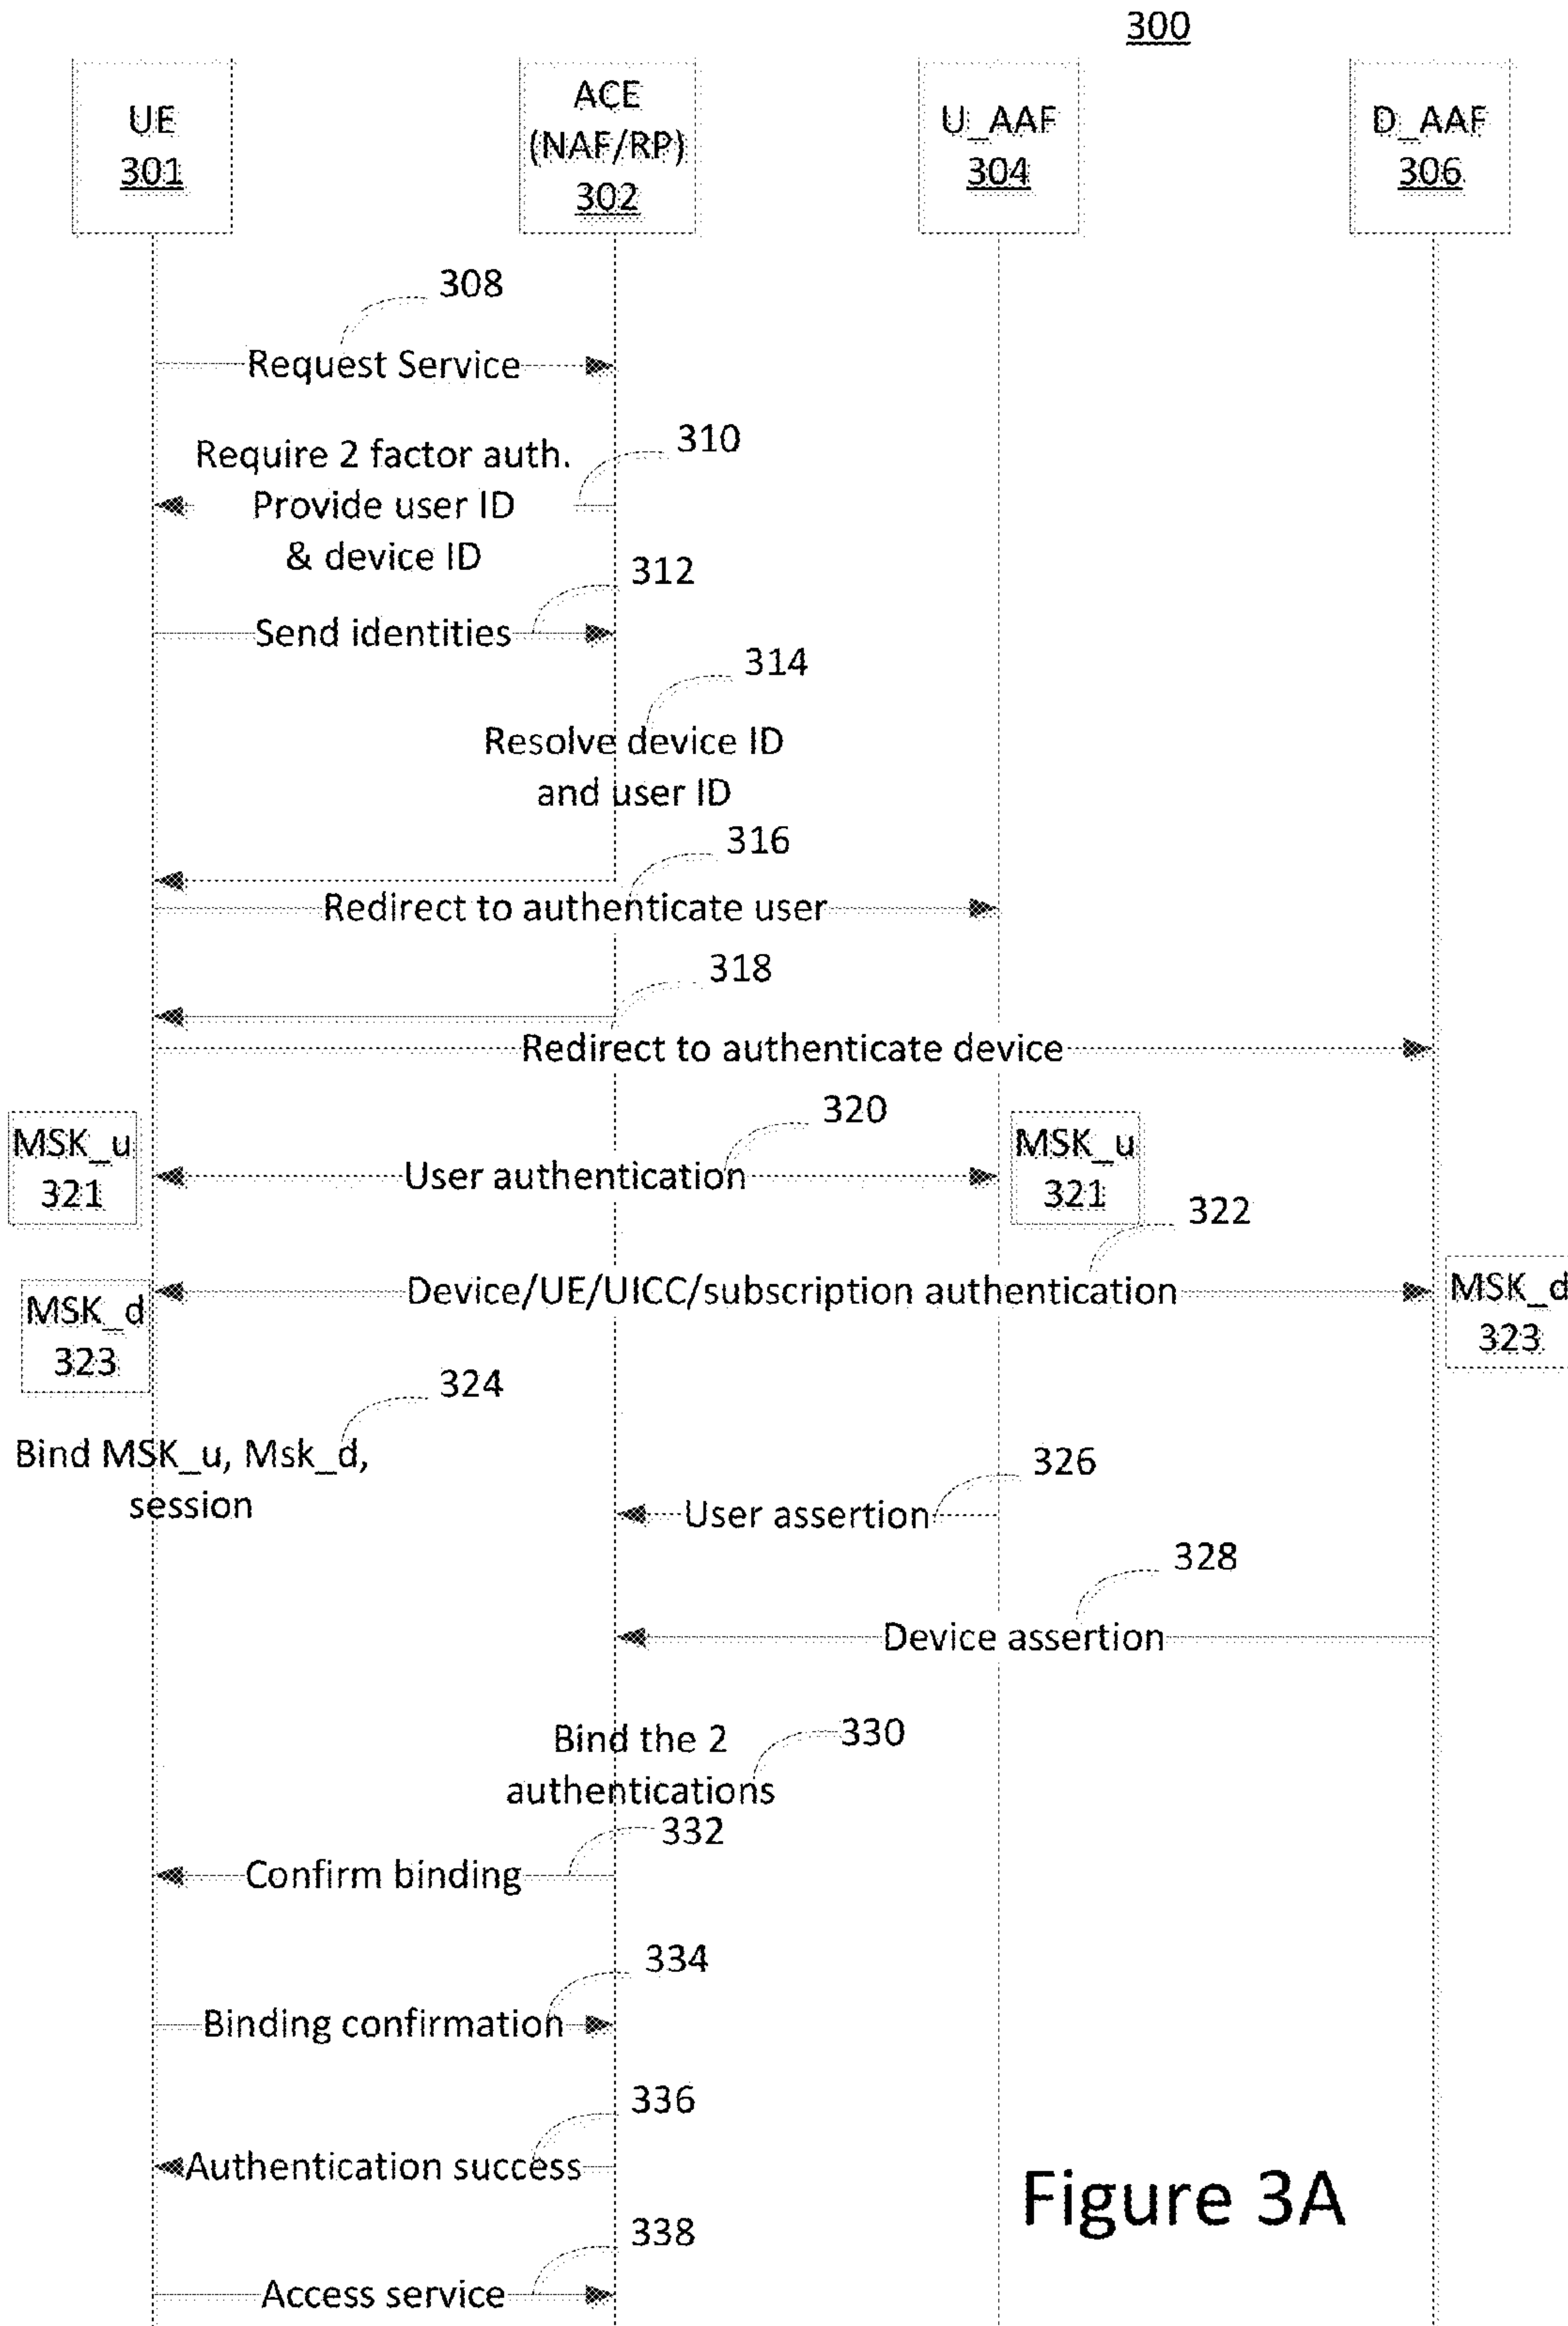 300
UE
301
ACE
(NAF/RP)
302
U_AAF
304
D_AAF
306
308
Request Service
310
Require 2 factor auth.
Provide user ID
& device ID
312
Send identities
314
Resolve device ID
and user ID
316
Redirect to authenticate user
318
Redirect to authenticate device
320
MSK_u
321
User authentication
MSK_u
321
322
MSK_d
323
Device/UE/UICC/subscription authentication
MSK_d
323
324
Bind MSK_u, Msk_d,
session
326
User assertion
328
Device assertion
Bind the 2
authentications
330
332
Confirm binding
334
Binding confirmation
336
Authentication success
338
Access service
Figure 3A